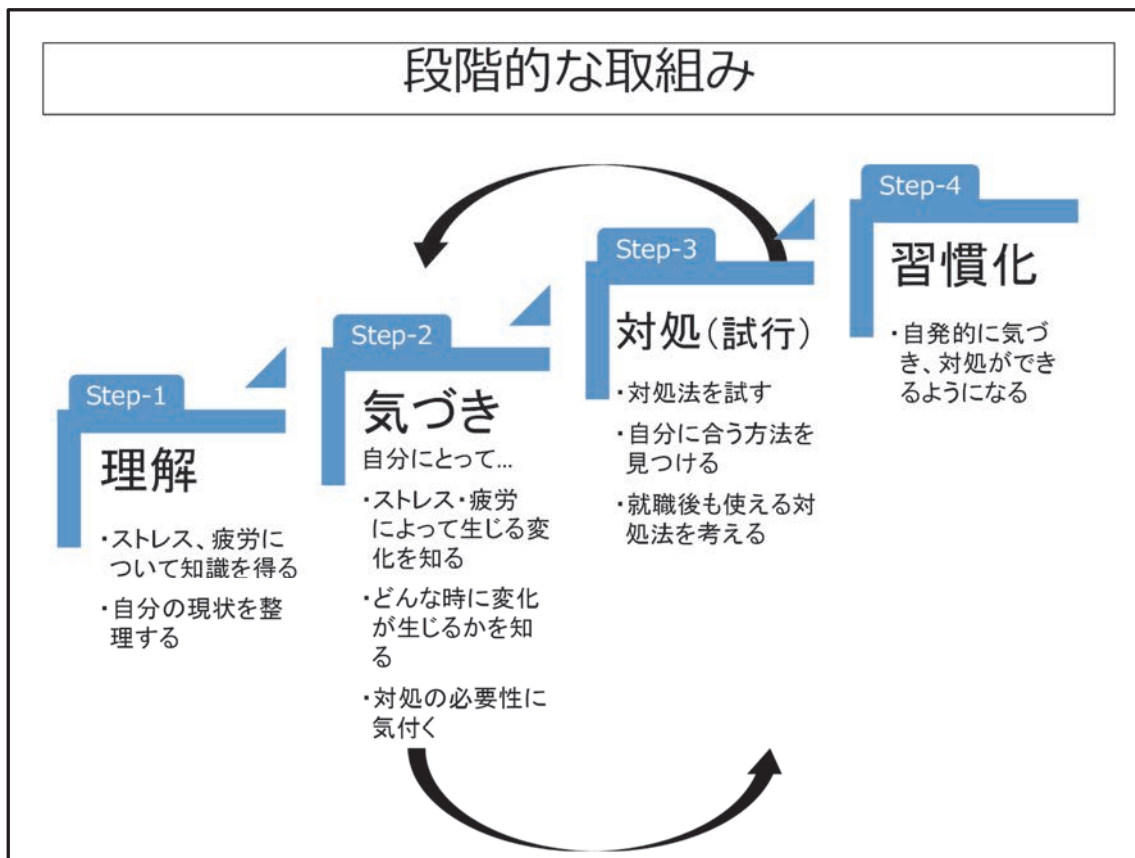 段階的な取組み
Step-1
理解
・ストレス、疲労に
ついて知識を得る
・自分の現状を整
理する
Step-2
気づき
自分にとって…
・ストレス・疲労
によって生じる変
化を知る
・どんな時に変化
が生じるかを知
る
・対処の必要性に
気付く
Step-3
対処(試行)
・対処法を試す
・自分に合う方法を
見つける
・就職後も使える対
処法を考える
Step-4
習慣化
・自発的に気づ
き、対処ができ
るようになる